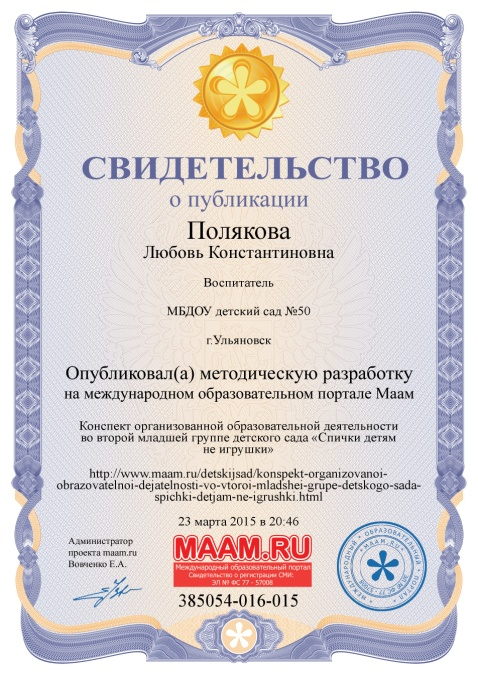 СВИДЕТЕЛЬСТВО
о публикации
Полякова
Любовь Константиновна
Воспитатель
МБДОУ детский сад №50
г.Ульяновск
Опубликовал(а) методическую разработку
на международном образовательном портале Маам
Конспект организованной образовательной деятельности
во второй младшей группе детского сада «Спички детям
не игрушки»
http://www.maam.ru/detskijsad/konspekt-organizovanoi-
obrazovatelnoi-dejatelnosti-vo-vtoroi-mladshei-grupe-detskogo-sada-
spichki-detjam-ne-igrushki.html
23 марта 2015 в 20:46
Администратор
проекта maam.ru
Вовченко Е.А.
MAAM.RU
Международный образовательный портал
Свидетельство о регистрации СМИ:
ЭЛ № ФС 77 - 57008
385054-016-015
МЕЖДУНАРОДНЫЙ ОБРАЗОВАТЕЛЬНЫЙ ПОРТАЛ
MAAM.RU